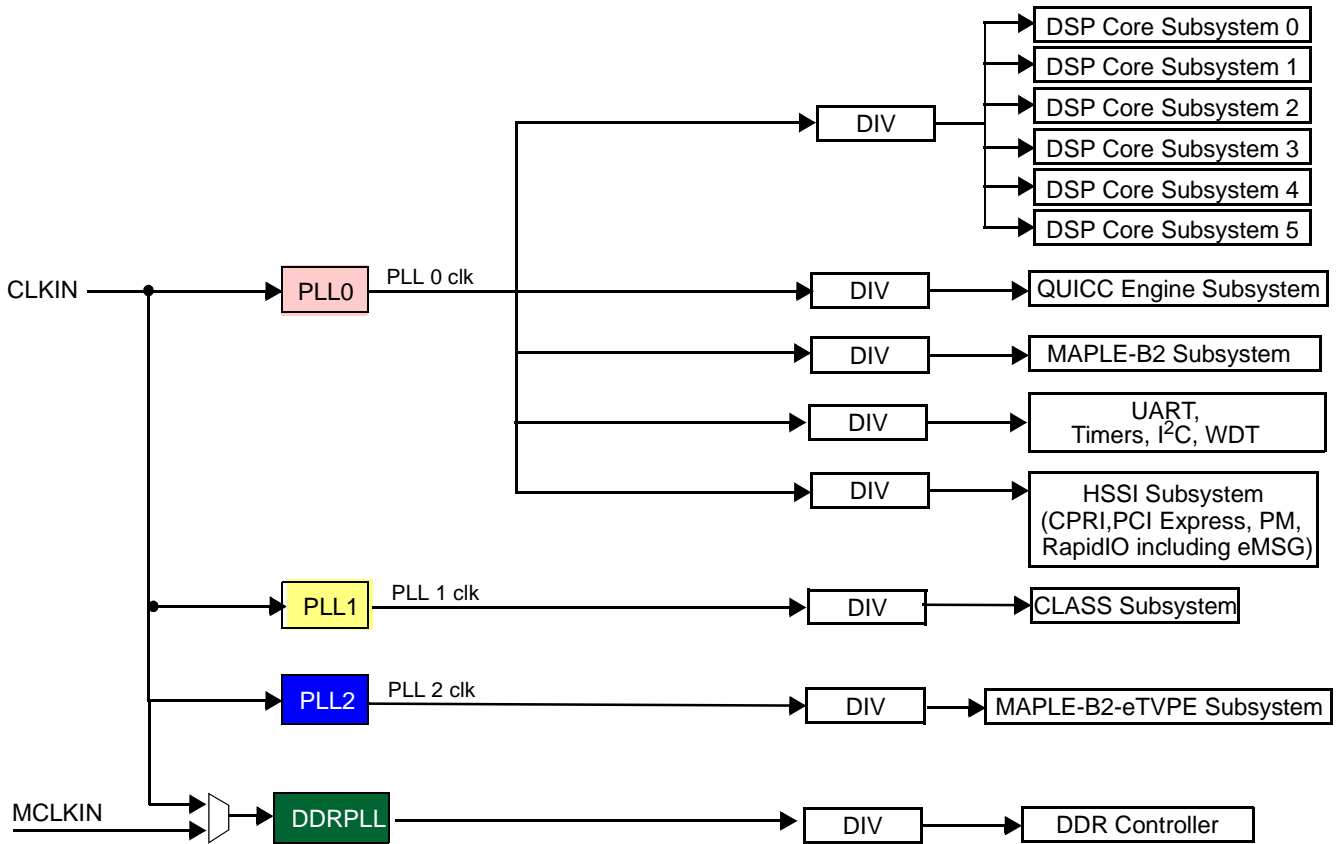 DSP Core Subsystem 0
DSP Core Subsystem 1
DSP Core Subsystem 2
DIV
DSP Core Subsystem 3
DSP Core Subsystem 4
DSP Core Subsystem 5
CLKIN
PLL0
PLL 0 clk
DIV
QUICC Engine Subsystem
DIV
MAPLE-B2 Subsystem
DIV
UART,
Timers, I²C, WDT
DIV
HSSI Subsystem
(CPRI,PCI Express, PM,
RapidIO including eMSG)
PLL1
PLL 1 clk
DIV
CLASS Subsystem
PLL2
PLL 2 clk
DIV
MAPLE-B2-eTVPE Subsystem
MCLKIN
DDRPLL
DIV
DDR Controller